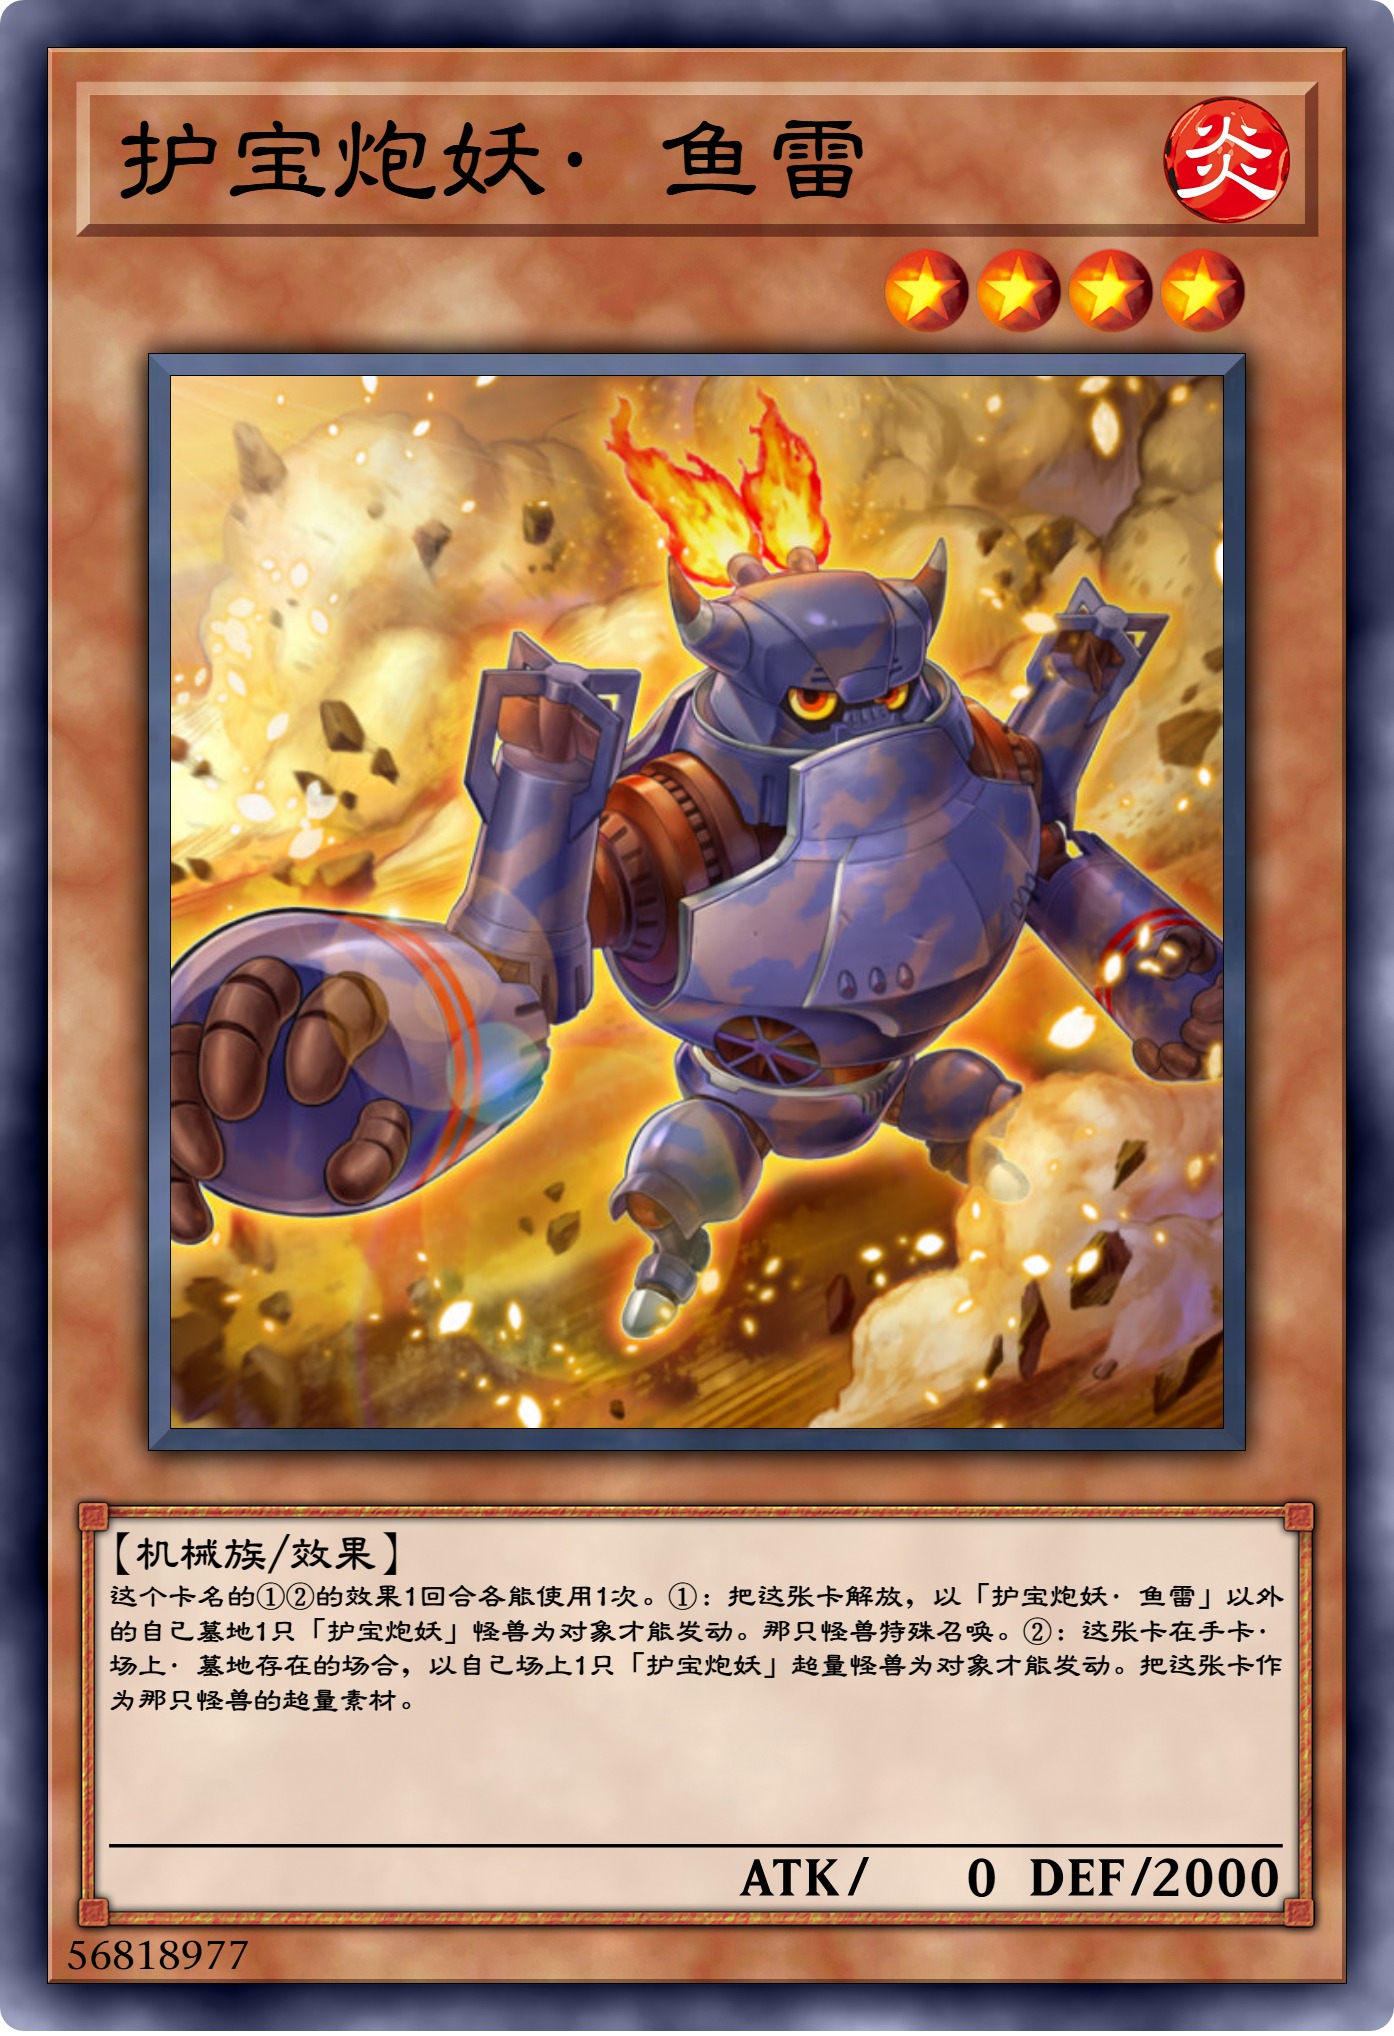 护宝炮妖·鱼雷
炎
【机械族/效果】
这个卡名的①②的效果1回合各能使用1次。①：把这张卡解放，以「护宝炮妖·鱼雷」以外
的自己墓地1只「护宝炮妖」怪兽为对象才能发动。那只怪兽特殊召唤。②：这张卡在手卡·
场上·墓地存在的场合，以自己场上1只「护宝炮妖」超量怪兽为对象才能发动。把这张卡作
为那只怪兽的超量素材。
ATK/ 0 DEF/2000
56818977